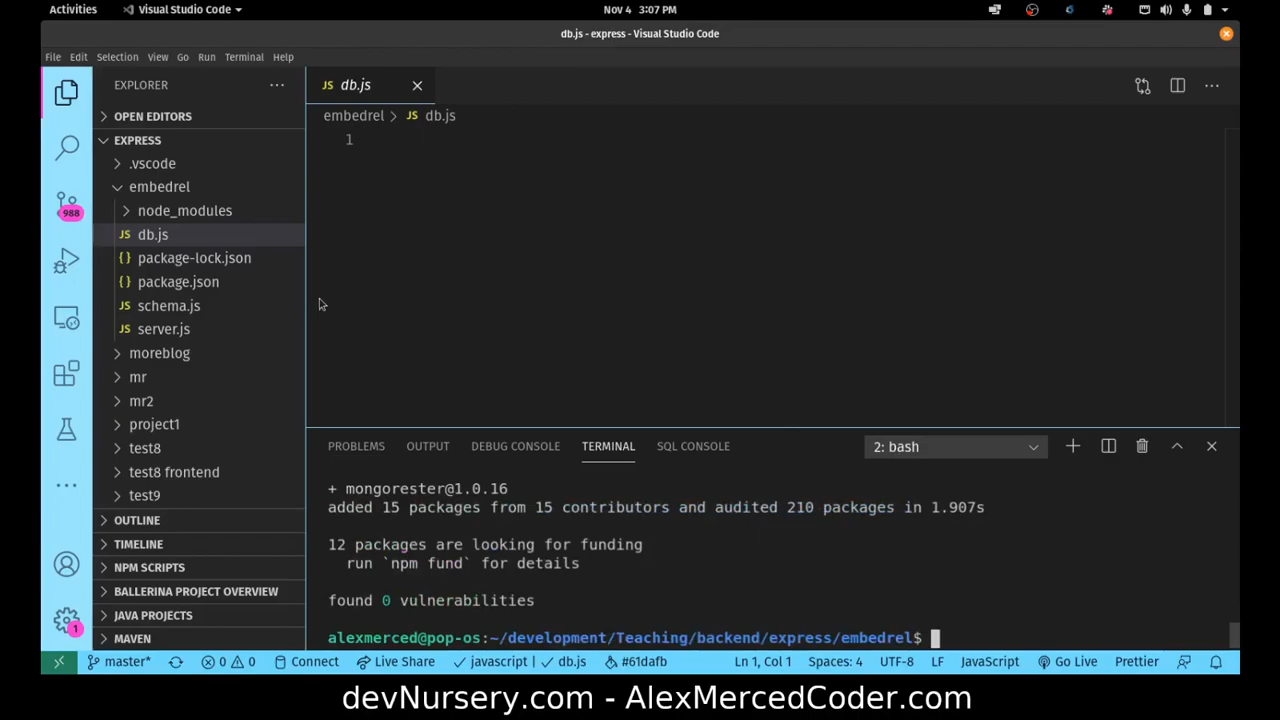 Activities
Visual Studio Code
Nov 4 3:07 PM
db.js - express - Visual Studio Code
File Edit Selection View Go Run Terminal Help
EXPLORER
OPEN EDITORS
EXPRESS
.vscode
embedrel
node_modules
JS db.js
{} package-lock.json
{} package.json
JS schema.js
JS server.js
moreblog
mr
mr2
project1
test8
test8 frontend
test9
OUTLINE
TIMELINE
NPM SCRIPTS
BALLERINA PROJECT OVERVIEW
JAVA PROJECTS
MAVEN
988
1
JS db.js
embedrel > JS db.js
1
PROBLEMS OUTPUT DEBUG CONSOLE TERMINAL SQL CONSOLE
2: bash
+ mongorester@1.0.16
added 15 packages from 15 contributors and audited 210 packages in 1.907s
12 packages are looking for funding
run `npm fund` for details
found 0 vulnerabilities
alexmerced@pop-os:~/development/Teaching/backend/express/embedrel$
master* 0 0 Connect Live Share javascript | db.js #61dafb Ln 1, Col 1 Spaces: 4 UTF-8 LF JavaScript Go Live Prettier
devNursery.com - AlexMercedCoder.com